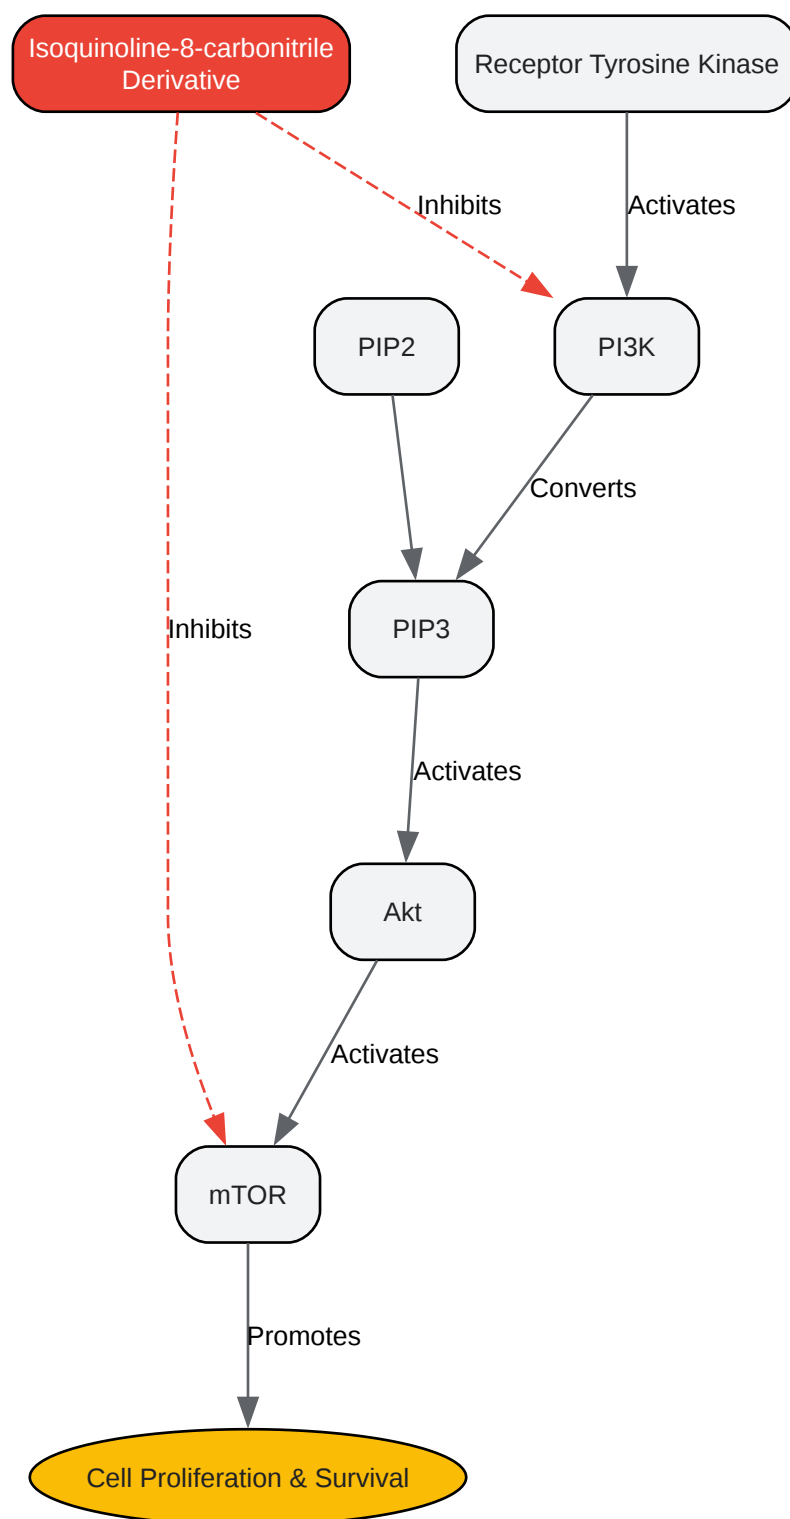 Isoquinoline-8-carbonitrile
Derivative
Receptor Tyrosine Kinase
Inhibits
Activates
PIP2
PI3K
Converts
PIP3
Inhibits
Activates
Akt
Activates
mTOR
Promotes
Cell Proliferation & Survival